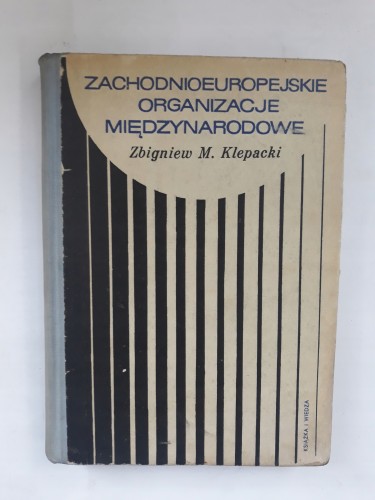 ZACHODNIOEUROPEJSKIE
ORGANIZACJE
MIĘDZYNARODOWE
Zbigniew M. Klepacki
KSIĄŻKA I WIEDZA